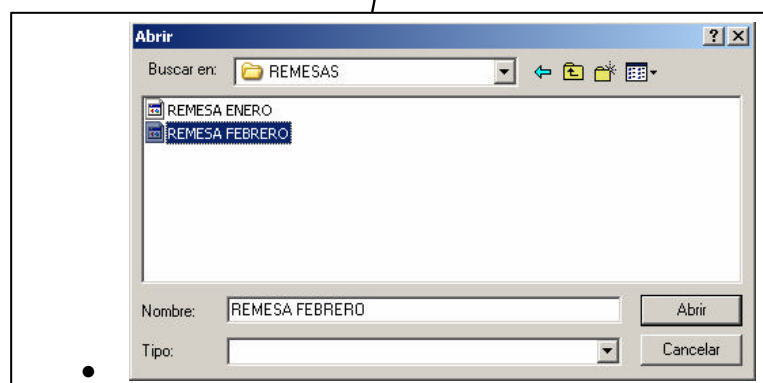 Abrir
Buscar en: REMESAS
REMESA ENERO
REMESA FEBRERO
Nombre: REMESA FEBRERO Abrir
Tipo: Cancelar